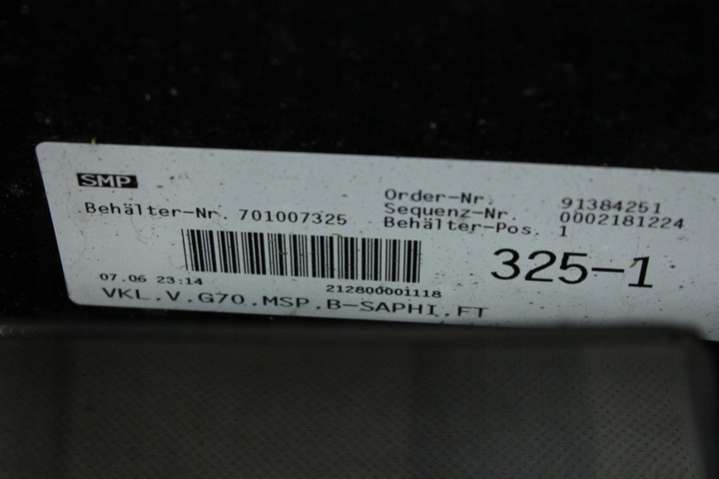 SMP
Order-Nr. 91384251
Behälter-Nr. 701007325 Sequenz-Nr. 0002181224
Behälter-Pos. 1
325-1
07.06 23:14 212800001118
VKL.V.G70.MSP.B-SAPHI.FT